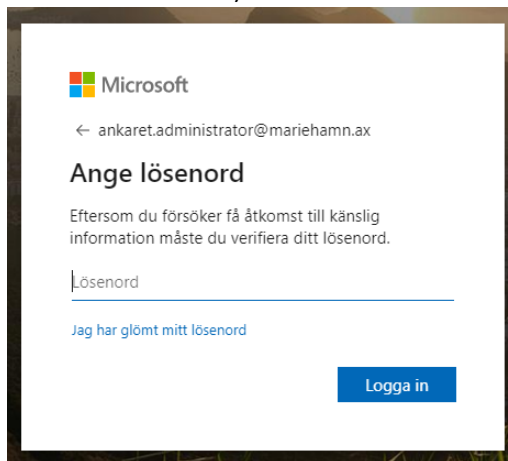 Microsoft
← ankaret.administrator@mariehamn.ax
Ange lösenord
Eftersom du försöker få åtkomst till känslig
information måste du verifiera ditt lösenord.
Lösenord
Jag har glömt mitt lösenord
Logga in